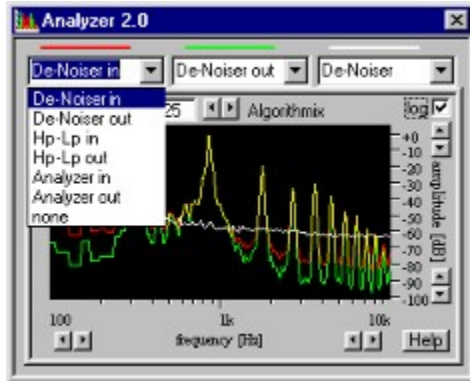 Analyzer 2.0
De-Noiser in
De-Noiser out
De-Noiser
De-Noiser in
De-Noiser out
Hp-Lp in
Hp-Lp out
Analyzer in
Analyzer out
none
25
Algorithmix
log
+0
-10
-20
-30
-40
-50
-60
-70
-80
-90
-100
amplitude [dB]
100
1k
10k
frequency [Hz]
Help